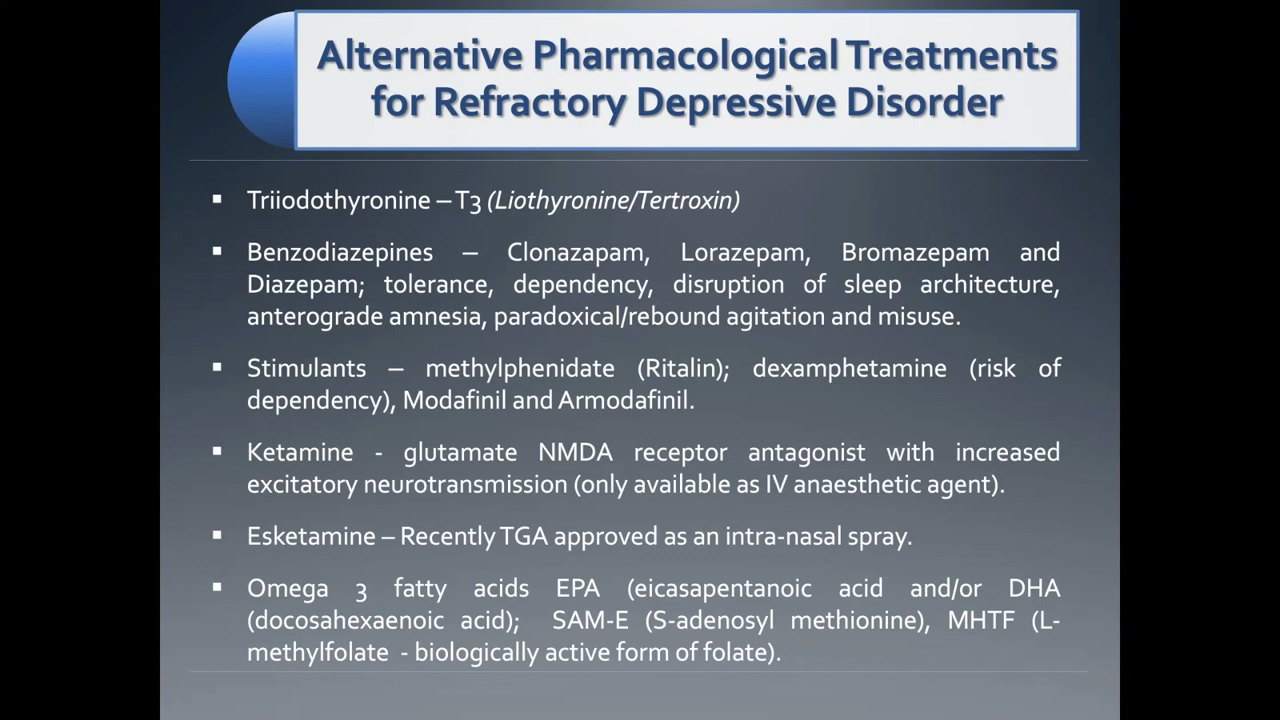 Alternative Pharmacological Treatments
for Refractory Depressive Disorder
▪ Triiodothyronine – T3 (Liothyronine/Tertroxin)
▪ Benzodiazepines – Clonazapam, Lorazepam, Bromazepam and
Diazepam; tolerance, dependency, disruption of sleep architecture,
anterograde amnesia, paradoxical/rebound agitation and misuse.
▪ Stimulants – methylphenidate (Ritalin); dexamphetamine (risk of
dependency), Modafinil and Armodafinil.
▪ Ketamine - glutamate NMDA receptor antagonist with increased
excitatory neurotransmission (only available as IV anaesthetic agent).
▪ Esketamine – Recently TGA approved as an intra-nasal spray.
▪ Omega 3 fatty acids EPA (eicasapentanoic acid and/or DHA
(docosahexaenoic acid); SAM-E (S-adenosyl methionine), MHTF (L-
methylfolate - biologically active form of folate).